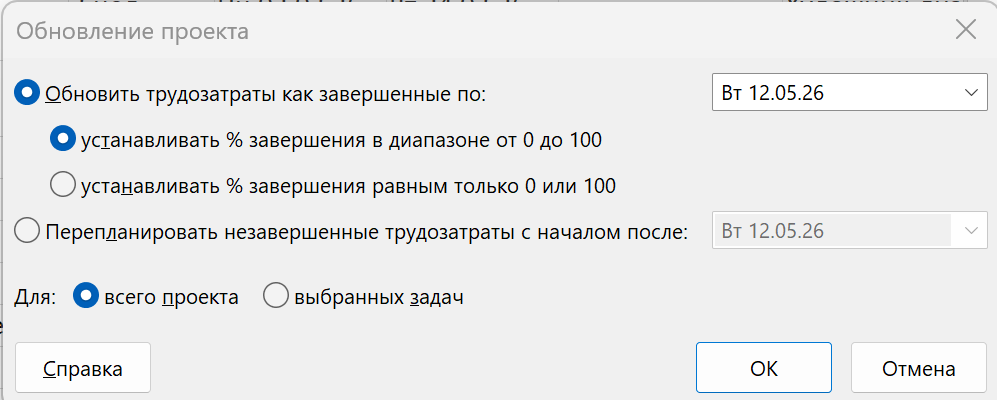 Обновление проекта
Обновить трудозатраты как завершенные по: Вт 12.05.26
устанавливать % завершения в диапазоне от 0 до 100
устанавливать % завершения равным только 0 или 100
Перепланировать незавершенные трудозатраты с началом после: Вт 12.05.26
Для: всего проекта выбранных задач
Справка ОК Отмена